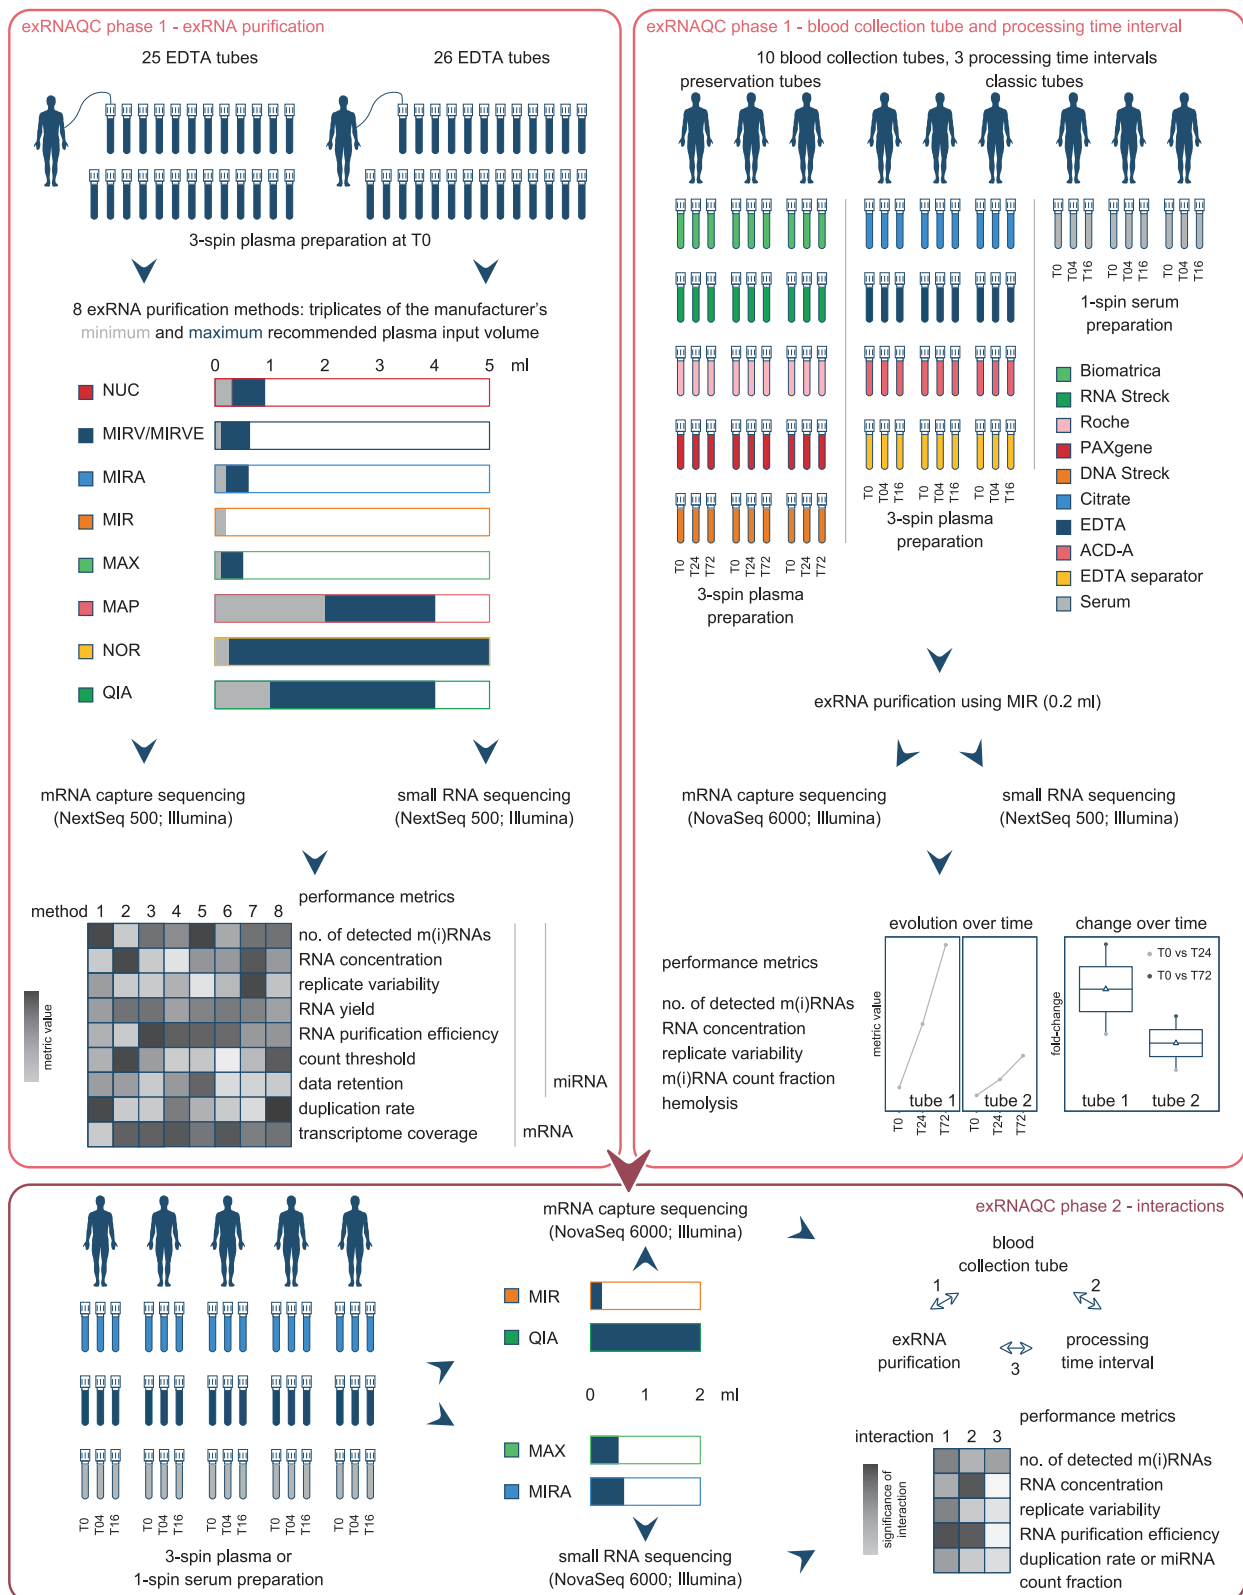 exRNAQC phase 1 - exRNA purification
25 EDTA tubes
26 EDTA tubes
3-spin plasma preparation at T0
8 exRNA purification methods: triplicates of the manufacturer's
minimum and maximum recommended plasma input volume
0 1 2 3 4 5 ml
NUC
MIRV/MIRVE
MIRA
MIR
MAX
MAP
NOR
QIA
mRNA capture sequencing
(NextSeq 500; Illumina)
small RNA sequencing
(NextSeq 500; Illumina)
performance metrics
method 1 2 3 4 5 6 7 8
no. of detected m(i)RNAs
RNA concentration
replicate variability
RNA yield
RNA purification efficiency
count threshold
data retention
duplication rate
transcriptome coverage
metric value
miRNA
mRNA
exRNAQC phase 1 - blood collection tube and processing time interval
10 blood collection tubes, 3 processing time intervals
preservation tubes
classic tubes
T0 T24 T72 T0 T24 T72 T0 T24 T72
3-spin plasma
preparation
T0 T04 T16 T0 T04 T16 T0 T04 T16
3-spin plasma
preparation
T0 T04 T16 T0 T04 T16 T0 T04 T16
1-spin serum
preparation
Biomatrica
RNA Streck
Roche
PAXgene
DNA Streck
Citrate
EDTA
ACD-A
EDTA separator
Serum
exRNA purification using MIR (0.2 ml)
mRNA capture sequencing
(NovaSeq 6000; Illumina)
small RNA sequencing
(NextSeq 500; Illumina)
performance metrics
no. of detected m(i)RNAs
RNA concentration
replicate variability
m(i)RNA count fraction
hemolysis
evolution over time
metric value
tube 1
tube 2
T0 T24 T72 T0 T24 T72
change over time
fold-change
T0 vs T24
T0 vs T72
tube 1
tube 2
exRNAQC phase 2 - interactions
T0 T04 T16 T0 T04 T16 T0 T04 T16 T0 T04 T16 T0 T04 T16
3-spin plasma or
1-spin serum preparation
mRNA capture sequencing
(NovaSeq 6000; Illumina)
MIR
QIA
0 1 2 ml
MAX
MIRA
small RNA sequencing
(NovaSeq 6000; Illumina)
blood
collection tube
1
2
exRNA
purification
3
processing
time interval
performance metrics
interaction 1 2 3
no. of detected m(i)RNAs
RNA concentration
replicate variability
RNA purification efficiency
duplication rate or miRNA
count fraction
significance of
interaction